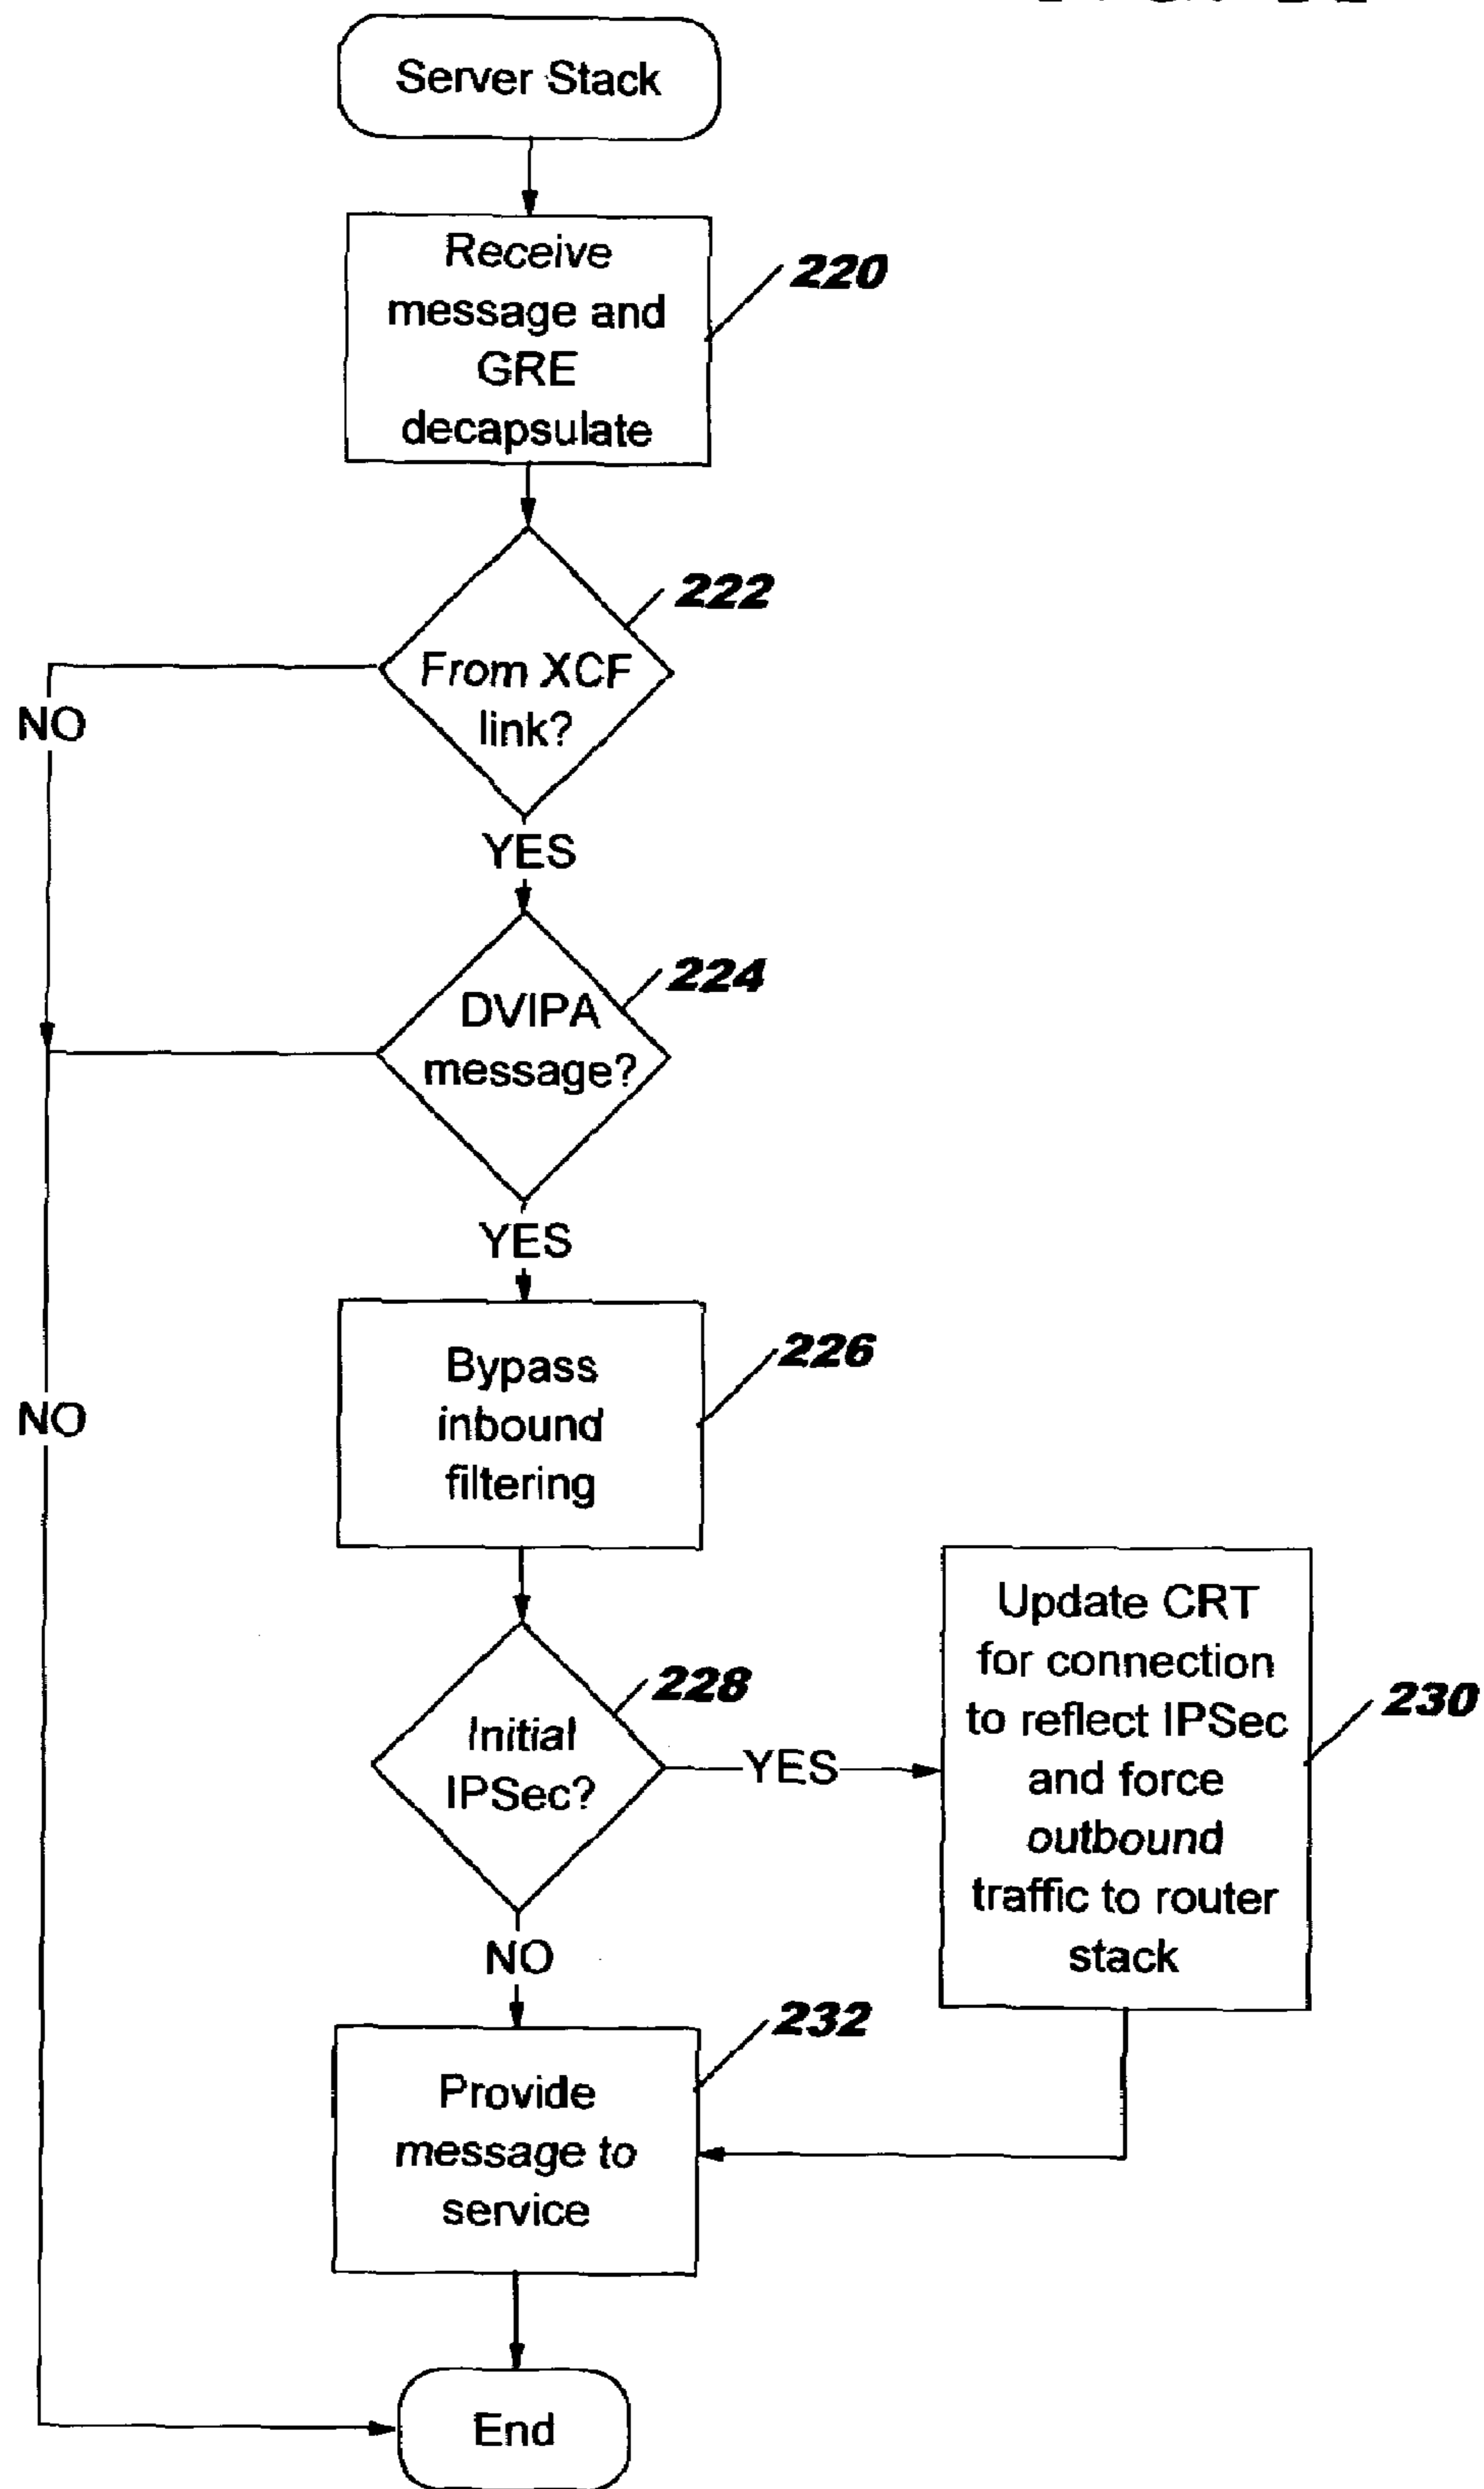 Server Stack
Receive
message and
GRE
decapsulate
220
From XCF
link?
222
NO
YES
DVIPA
message?
224
YES
NO
Bypass
inbound
filtering
226
Initial
IPSec?
228
YES
Update CRT
for connection
to reflect IPSec
and force
outbound
traffic to router
stack
230
NO
Provide
message to
service
232
End